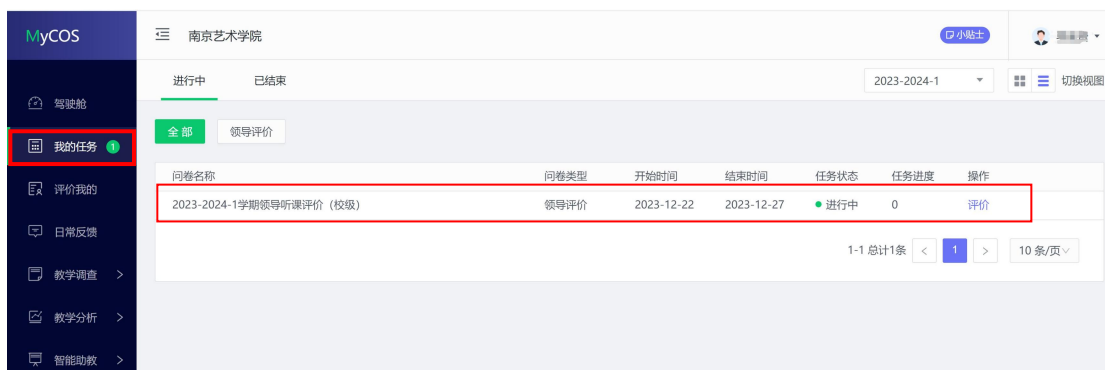 MyCOS
南京艺术学院
小贴士
进行中
已结束
2023-2024-1
切换视图
驾驶舱
我的任务 1
评价我的
日常反馈
教学调查 >
教学分析 >
智能助教 >
全部
领导评价
问卷名称 问卷类型 开始时间 结束时间 任务状态 任务进度 操作
2023-2024-1学期领导听课评价（校级） 领导评价 2023-12-22 2023-12-27 进行中 0 评价
1-1 总计1条 < 1 > 10 条/页